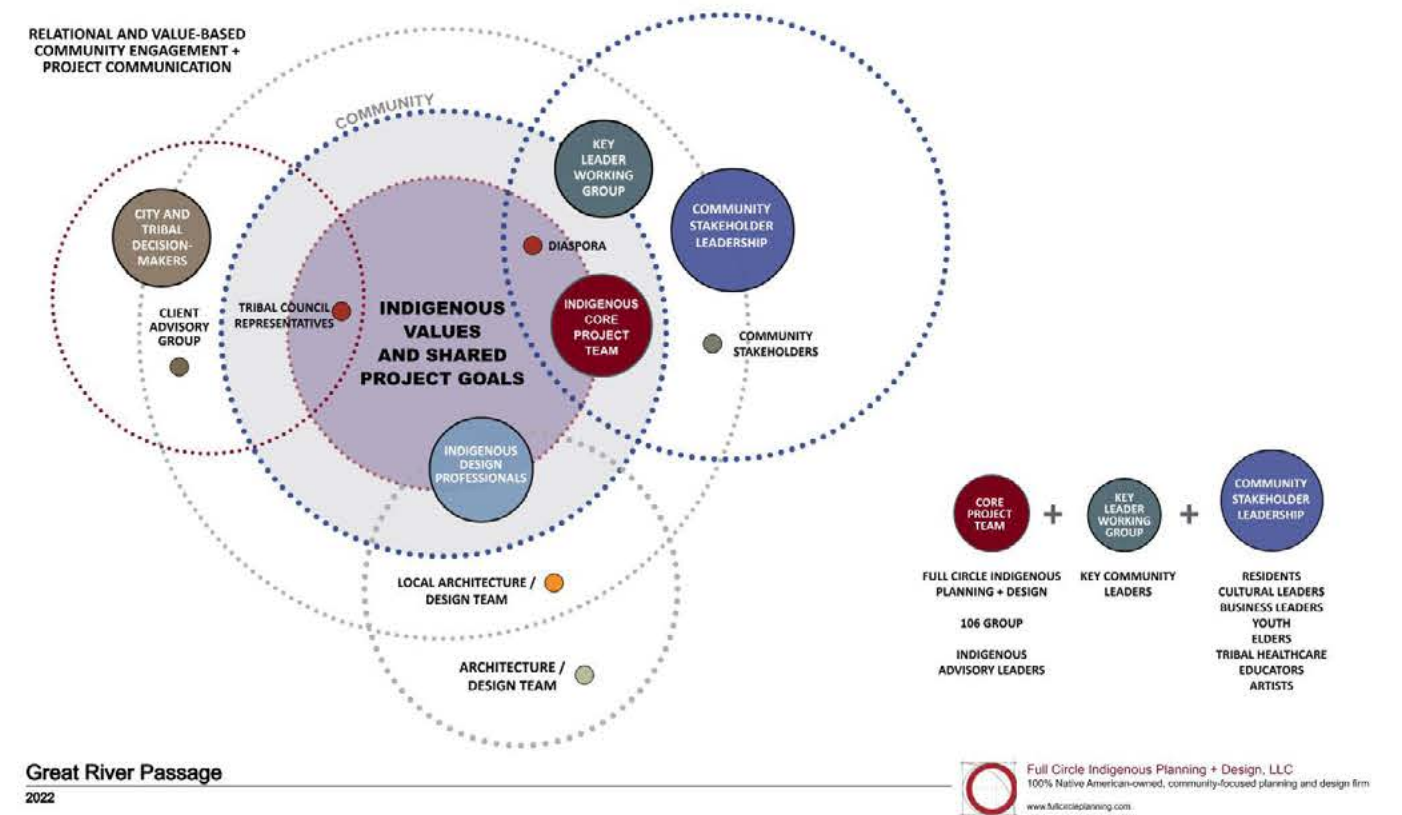 RELATIONAL AND VALUE-BASED
COMMUNITY ENGAGEMENT +
PROJECT COMMUNICATION
COMMUNITY
KEY
LEADER
WORKING
GROUP
CITY AND
TRIBAL
DECISION-
MAKERS
COMMUNITY
STAKEHOLDER
LEADERSHIP
DIASPORA
CLIENT
ADVISORY
GROUP
TRIBAL COUNCIL
REPRESENTATIVES
INDIGENOUS
VALUES
AND SHARED
PROJECT GOALS
INDIGENOUS
CORE
PROJECT
TEAM
COMMUNITY
STAKEHOLDERS
INDIGENOUS
DESIGN
PROFESSIONALS
LOCAL ARCHITECTURE /
DESIGN TEAM
ARCHITECTURE /
DESIGN TEAM
CORE
PROJECT
TEAM
+
KEY
LEADER
WORKING
GROUP
+
COMMUNITY
STAKEHOLDER
LEADERSHIP
FULL CIRCLE INDIGENOUS
PLANNING + DESIGN
106 GROUP
INDIGENOUS
ADVISORY LEADERS
KEY COMMUNITY
LEADERS
RESIDENTS
CULTURAL LEADERS
BUSINESS LEADERS
YOUTH
ELDERS
TRIBAL HEALTHCARE
EDUCATORS
ARTISTS
Great River Passage
2022
Full Circle Indigenous Planning + Design, LLC
100% Native American-owned, community-focused planning and design firm
www.fullcircleplanning.com